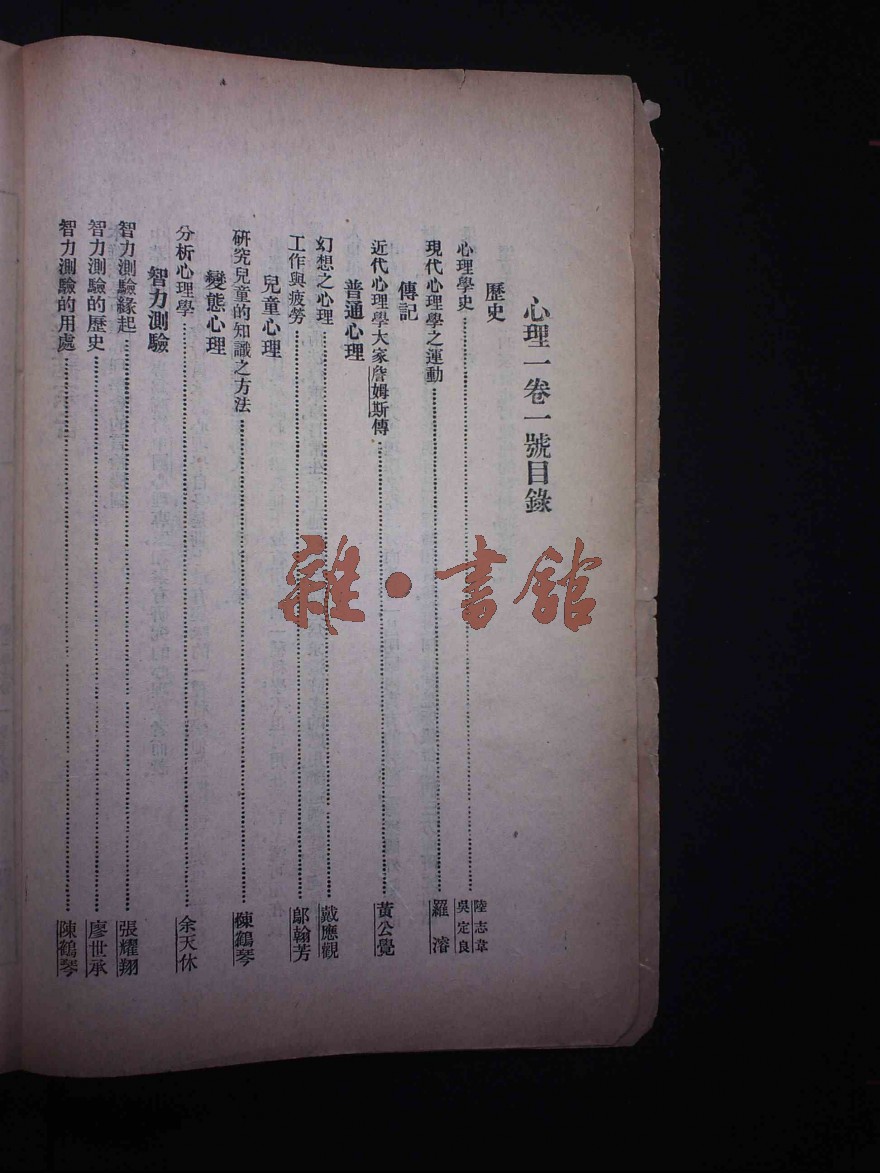 心理一卷一號目錄
歷史
心理學史 陸志韋 吳定良
現代心理學之運動 羅濬
傳記
近代心理學大家詹姆斯傳 黃公覺
普通心理
幻想之心理 戴應觀
工作與疲勞 鄔翰芳
兒童心理
研究兒童的知識之方法 陳鶴琴
變態心理
分析心理學 余天休
智力測驗
智力測驗緣起 張耀翔
智力測驗的歷史 廖世承
智力測驗的用處 陳鶴琴
雜·書館